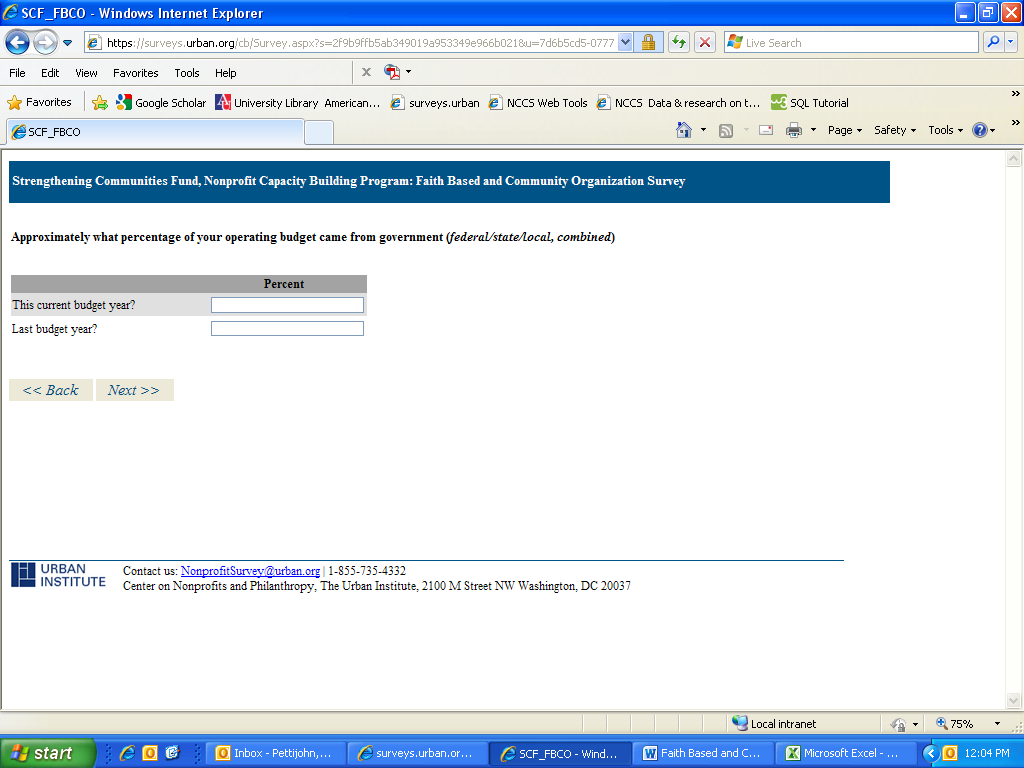 SCF_FBCO - Windows Internet Explorer
https://surveys.urban.org/cb/Survey.aspx?s=2f9b9ffb5ab349019a953349e966b021&u=7d6b5cd5-0777
Live Search
File Edit View Favorites Tools Help
Favorites Google Scholar University Library American... surveys.urban NCCS Web Tools NCCS Data & research on t... SQL Tutorial
SCF_FBCO
Page Safety Tools
Strengthening Communities Fund, Nonprofit Capacity Building Program: Faith Based and Community Organization Survey
Approximately what percentage of your operating budget came from government (federal/state/local, combined)
Percent
This current budget year?
Last budget year?
<< Back Next >>
URBAN INSTITUTE
Contact us: NonprofitSurvey@urban.org | 1-855-735-4332
Center on Nonprofits and Philanthropy, The Urban Institute, 2100 M Street NW Washington, DC 20037
Local intranet 75%
start Inbox - Pettijohn,... surveys.urban.or... SCF_FBCO - Wind... Faith Based and C... Microsoft Excel - ... 12:04 PM